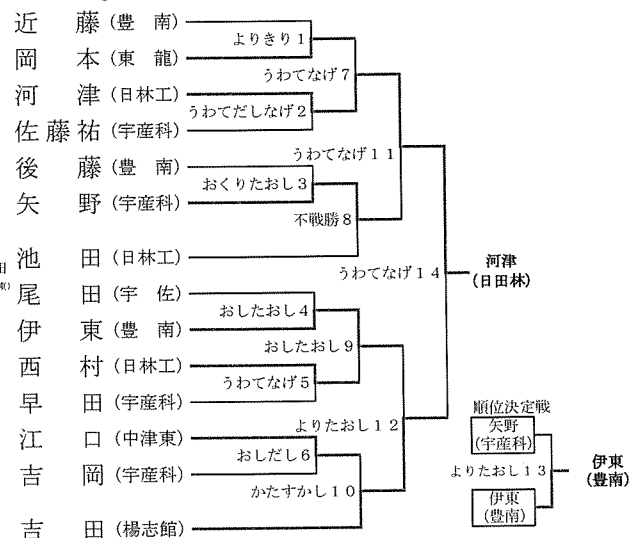 近藤(豊南)
よりきり1
岡本(東龍)
うわてなげ7
河津(日林工)
うわてだしなげ2
佐藤祐(宇産科)
うわてなげ11
後藤(豊南)
おくりたおし3
矢野(宇産科)
不戦勝8
池田(日林工)
うわてなげ14
河津
(日田林)
尾田(宇佐)
おしたおし4
伊東(豊南)
おしたおし9
西村(日林工)
うわてなげ5
早田(宇産科)
よりたおし12
江口(中津東)
おしだし6
吉岡(宇産科)
かたすかし10
吉田(楊志館)
順位決定戦
矢野
(宇産科)
よりたおし13
伊東
(豊南)
伊東
(豊南)